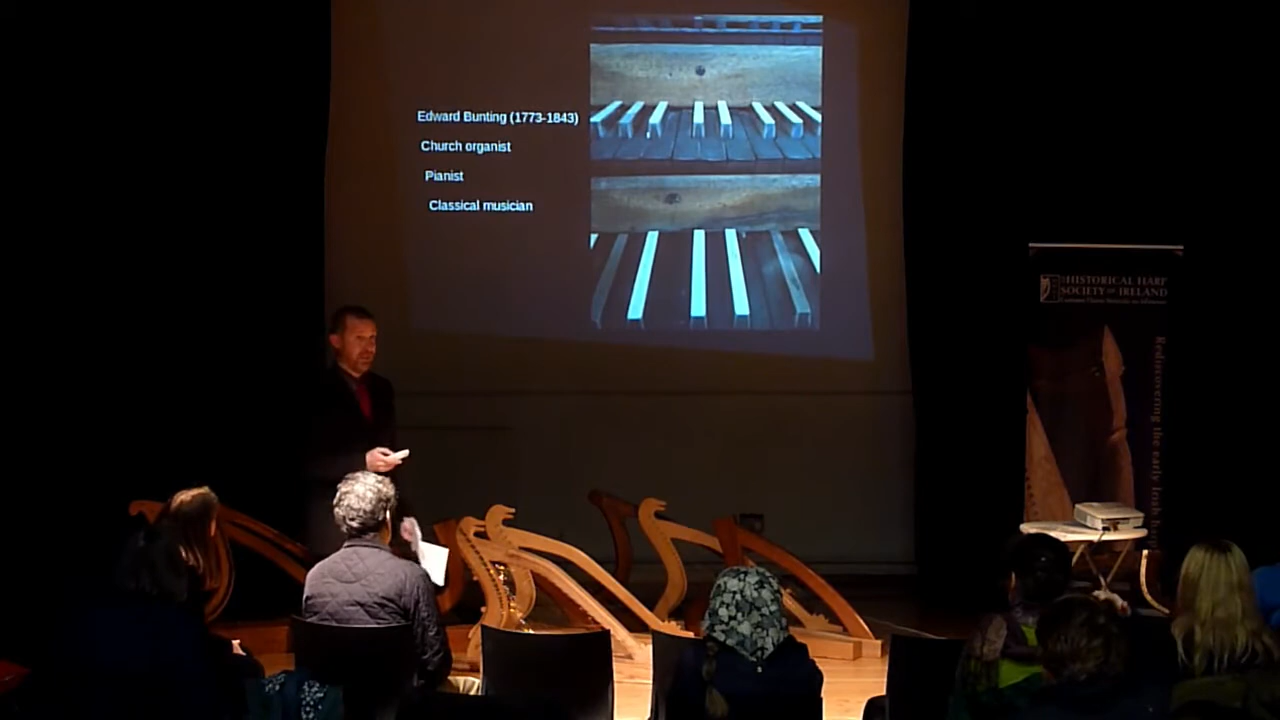 Edward Bunting (1773-1843)
Church organist
Pianist
Classical musician
HISTORICAL HARP
SOCIETY OF IRELAND
Rediscovering the early Irish harp